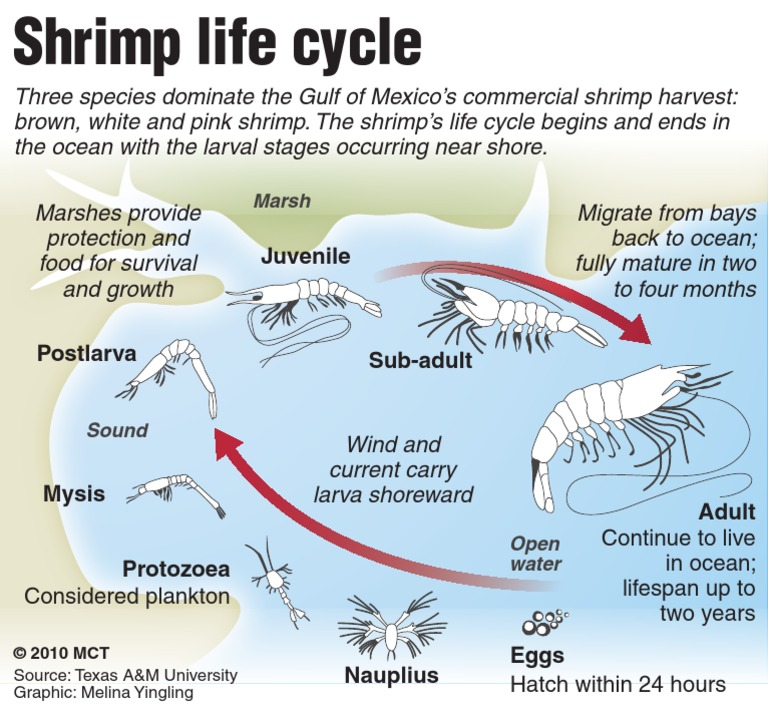 Shrimp life cycle
Three species dominate the Gulf of Mexico's commercial shrimp harvest:
brown, white and pink shrimp. The shrimp's life cycle begins and ends in
the ocean with the larval stages occurring near shore.
Marsh
Marshes provide
protection and
food for survival
and growth
Migrate from bays
back to ocean;
fully mature in two
to four months
Juvenile
Postlarva
Sub-adult
Sound
Wind and
current carry
larva shoreward
Mysis
Adult
Continue to live
in ocean;
lifespan up to
two years
Open
water
Protozoea
Considered plankton
Nauplius
Eggs
Hatch within 24 hours
© 2010 MCT
Source: Texas A&M University
Graphic: Melina Yingling